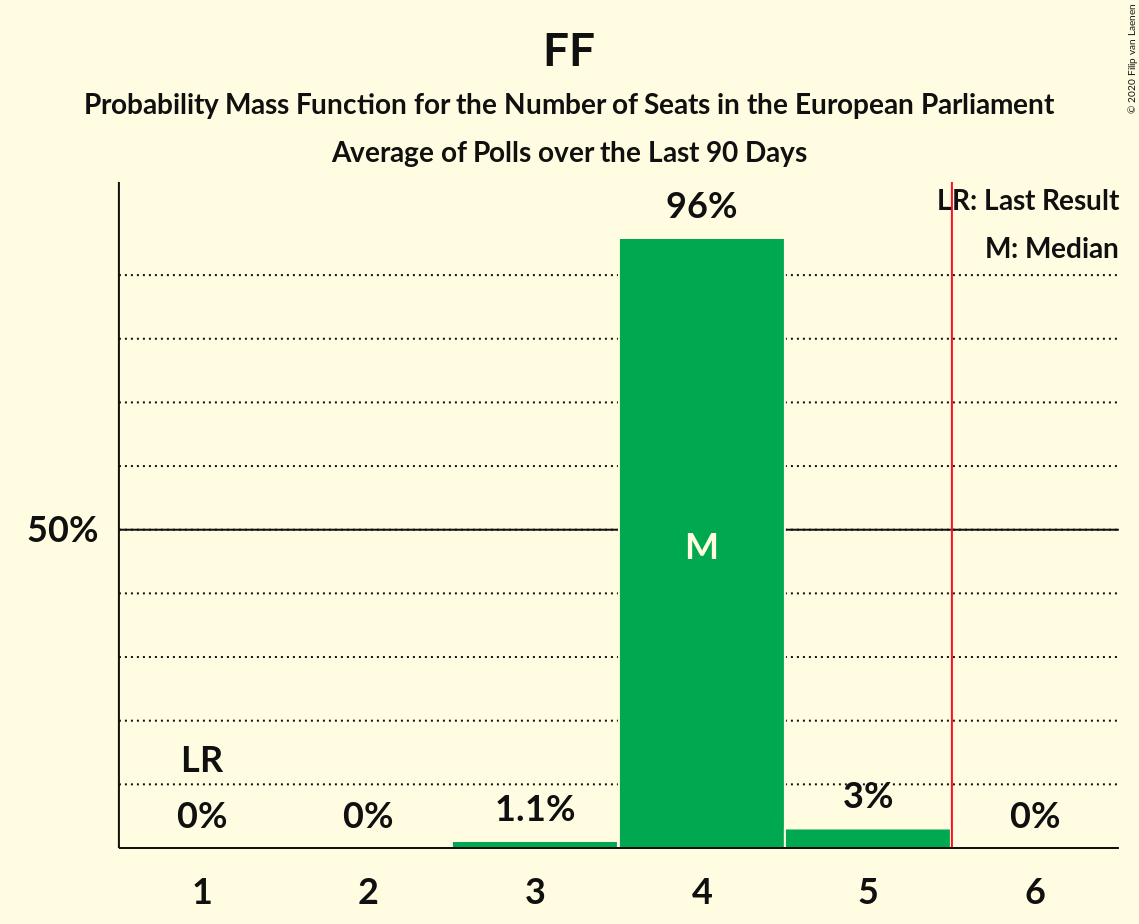 FF
Probability Mass Function for the Number of Seats in the European Parliament
Average of Polls over the Last 90 Days
© 2020 Filip van Laenen
LR: Last Result
M: Median
96%
50%
M
LR
0%
0%
1.1%
3%
0%
1 2 3 4 5 6